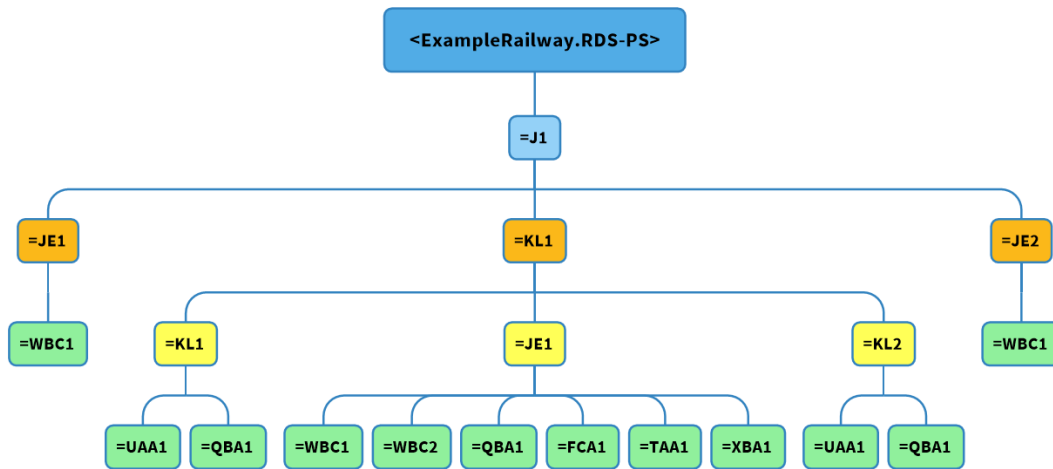 <ExampleRailway.RDS-PS>
=J1
=JE1
=KL1
=JE2
=WBC1
=KL1
=JE1
=KL2
=WBC1
=UAA1
=QBA1
=WBC1
=WBC2
=QBA1
=FCA1
=TAA1
=XBA1
=UAA1
=QBA1